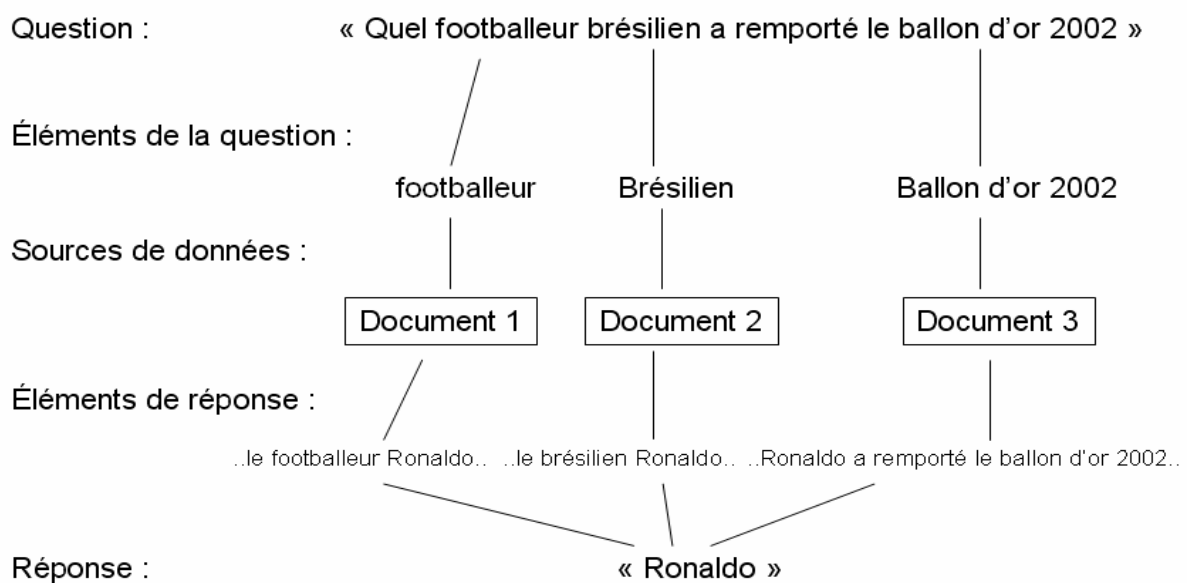 Question : « Quel footballeur brésilien a remporté le ballon d’or 2002 »
Éléments de la question :
footballeur Brésilien Ballon d’or 2002
Sources de données :
Document 1 Document 2 Document 3
Éléments de réponse :
..le footballeur Ronaldo.. ..le brésilien Ronaldo.. ..Ronaldo a remporté le ballon d’or 2002..
Réponse : « Ronaldo »